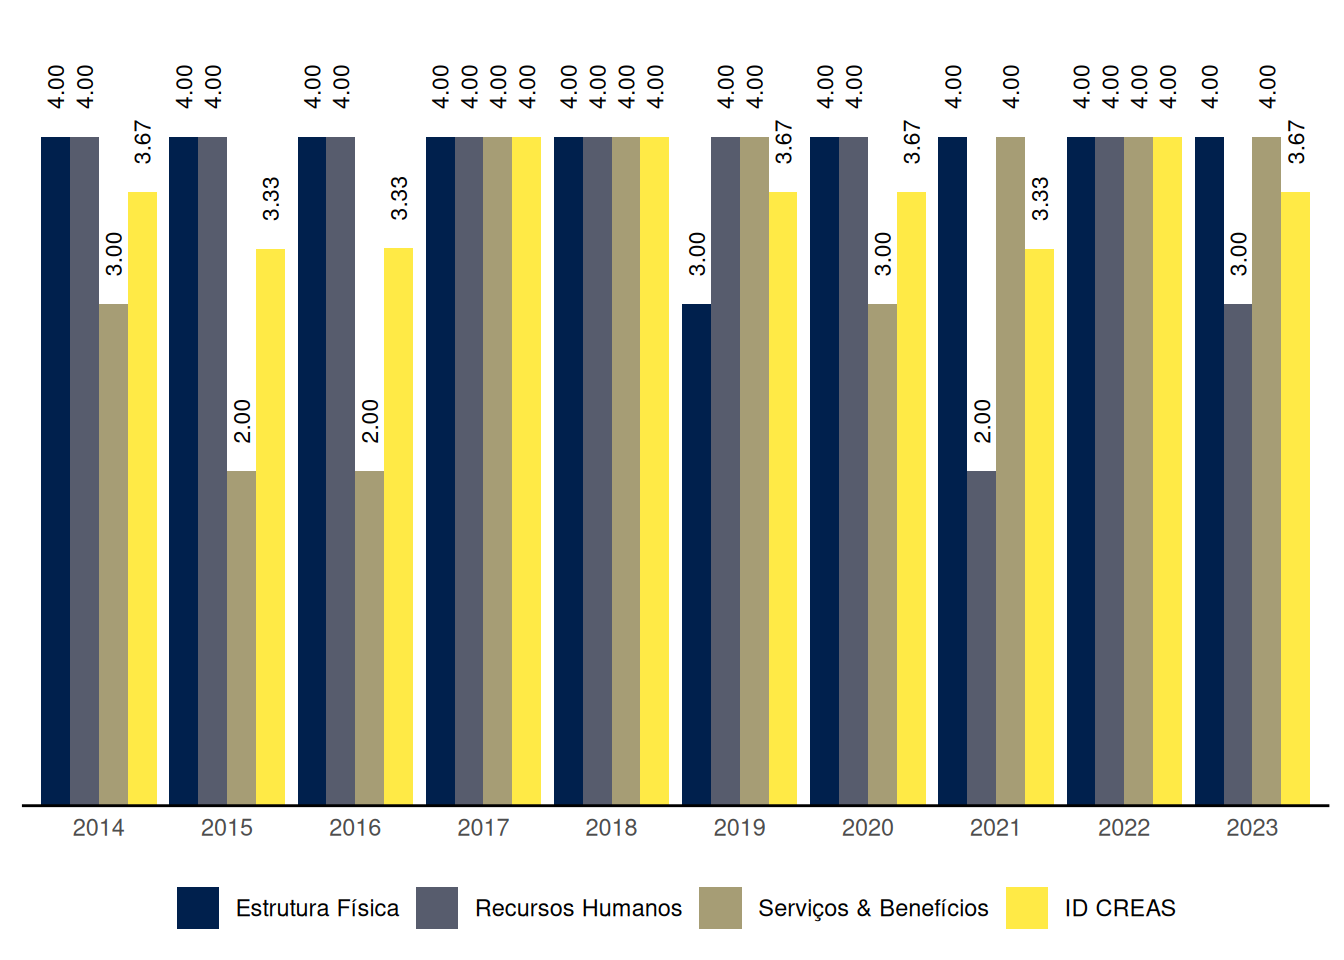 4.00 4.00 3.00 3.67 4.00 4.00 2.00 3.33 4.00 4.00 2.00 3.33 4.00 4.00 4.00 4.00 4.00 4.00 4.00 4.00 3.00 4.00 4.00 3.67 4.00 4.00 3.00 3.67 4.00 2.00 4.00 3.33 4.00 4.00 4.00 4.00 4.00 3.00 4.00 3.67
2014 2015 2016 2017 2018 2019 2020 2021 2022 2023
Estrutura Física Recursos Humanos Serviços & Benefícios ID CREAS